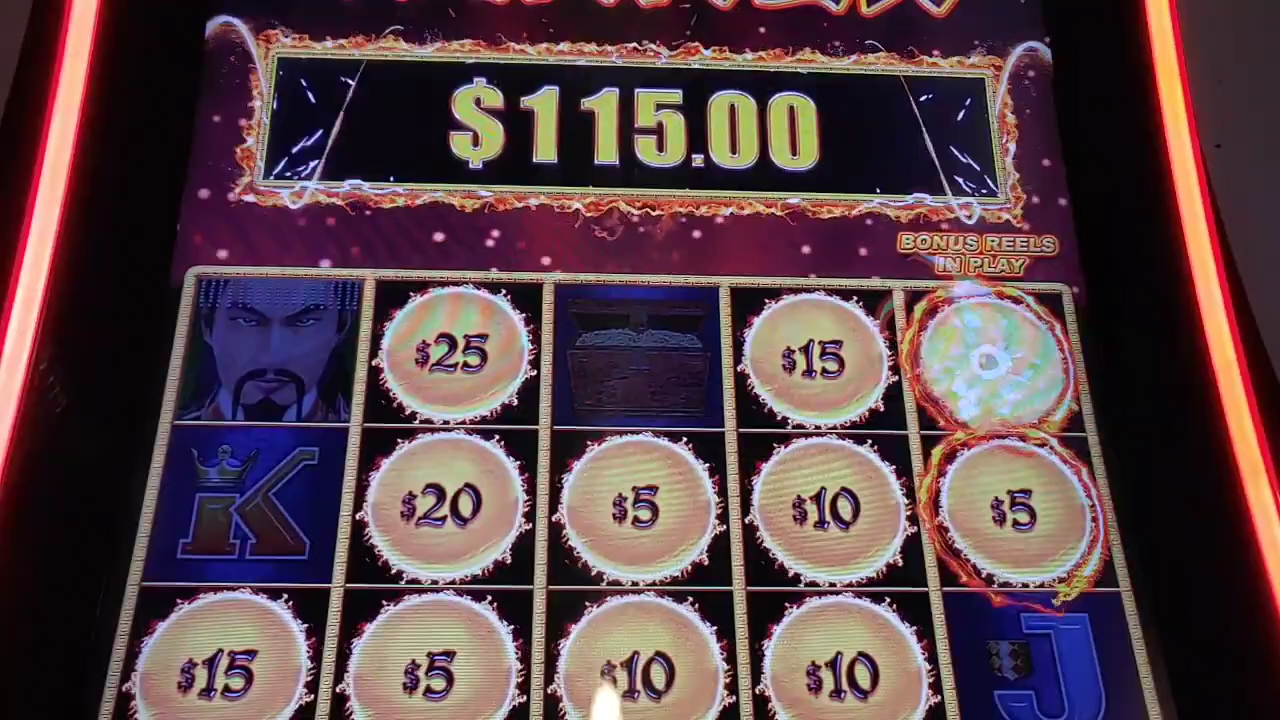 $115.00
BONUS REELS
IN PLAY
$25 $15
K $20 $5 $10 $5
$15 $5 $10 $10 J